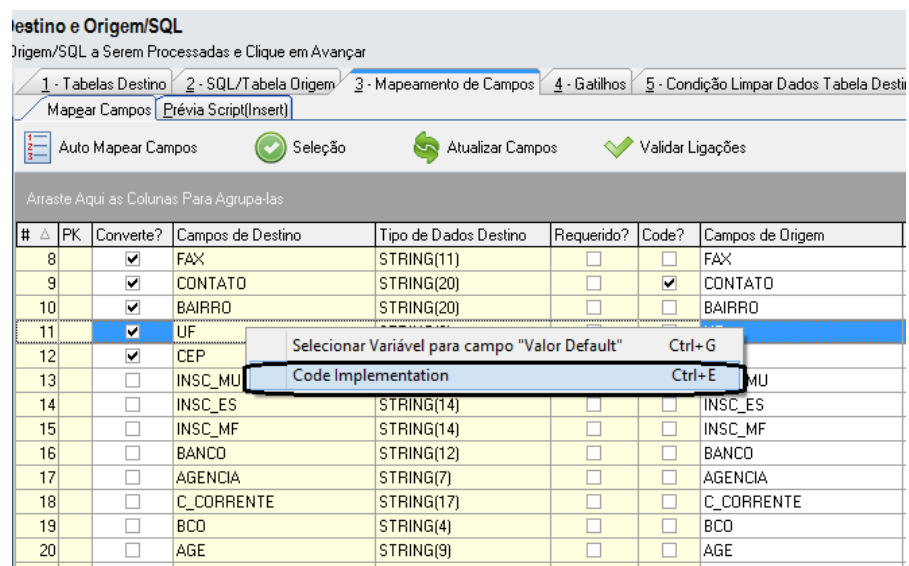 estino e Origem/SQL
Origem/SQL a Serem Processadas e Clique em Avançar
1 - Tabelas Destino 2 - SQL/Tabela Origem 3 - Mapeamento de Campos 4 - Gatilhos 5 - Condição Limpar Dados Tabela Desti
Mapear Campos Prévia Script(Insert)
Auto Mapear Campos Seleção Atualizar Campos Validar Ligações
Arraste Aqui as Colunas Para Agrupa-las
# PK Converte? Campos de Destino Tipo de Dados Destino Requerido? Code? Campos de Origem
8 FAX STRING(11) FAX
9 CONTATO STRING(20) CONTATO
10 BAIRRO STRING(20) BAIRRO
11 UF
Selecionar Variável para campo "Valor Default" Ctrl+G
12 CEP
Code Implementation Ctrl+E
13 INSC_MU MU
14 INSC_ES STRING(14) INSC_ES
15 INSC_MF STRING(14) INSC_MF
16 BANCO STRING(12) BANCO
17 AGENCIA STRING(7) AGENCIA
18 C_CORRENTE STRING(17) C_CORRENTE
19 BCO STRING(4) BCO
20 AGE STRING(9) AGE